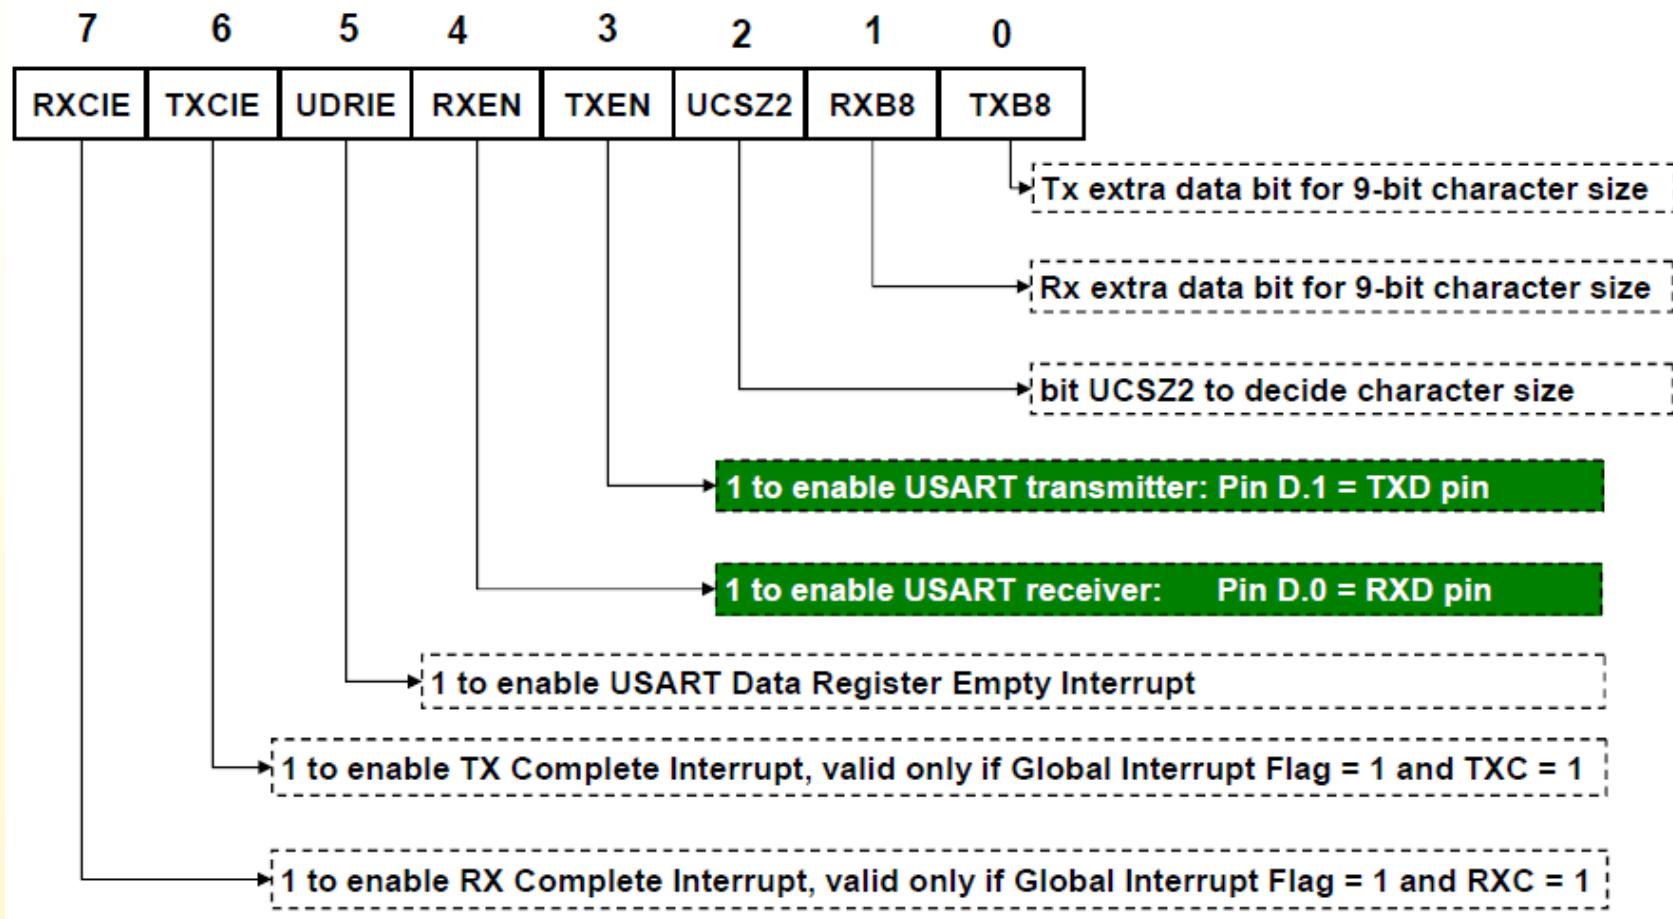 7 6 5 4 3 2 1 0
RXCIE TXCIE UDRIE RXEN TXEN UCSZ2 RXB8 TXB8
Tx extra data bit for 9-bit character size
Rx extra data bit for 9-bit character size
bit UCSZ2 to decide character size
1 to enable USART transmitter: Pin D.1 = TXD pin
1 to enable USART receiver: Pin D.0 = RXD pin
1 to enable USART Data Register Empty Interrupt
1 to enable TX Complete Interrupt, valid only if Global Interrupt Flag = 1 and TXC = 1
1 to enable RX Complete Interrupt, valid only if Global Interrupt Flag = 1 and RXC = 1